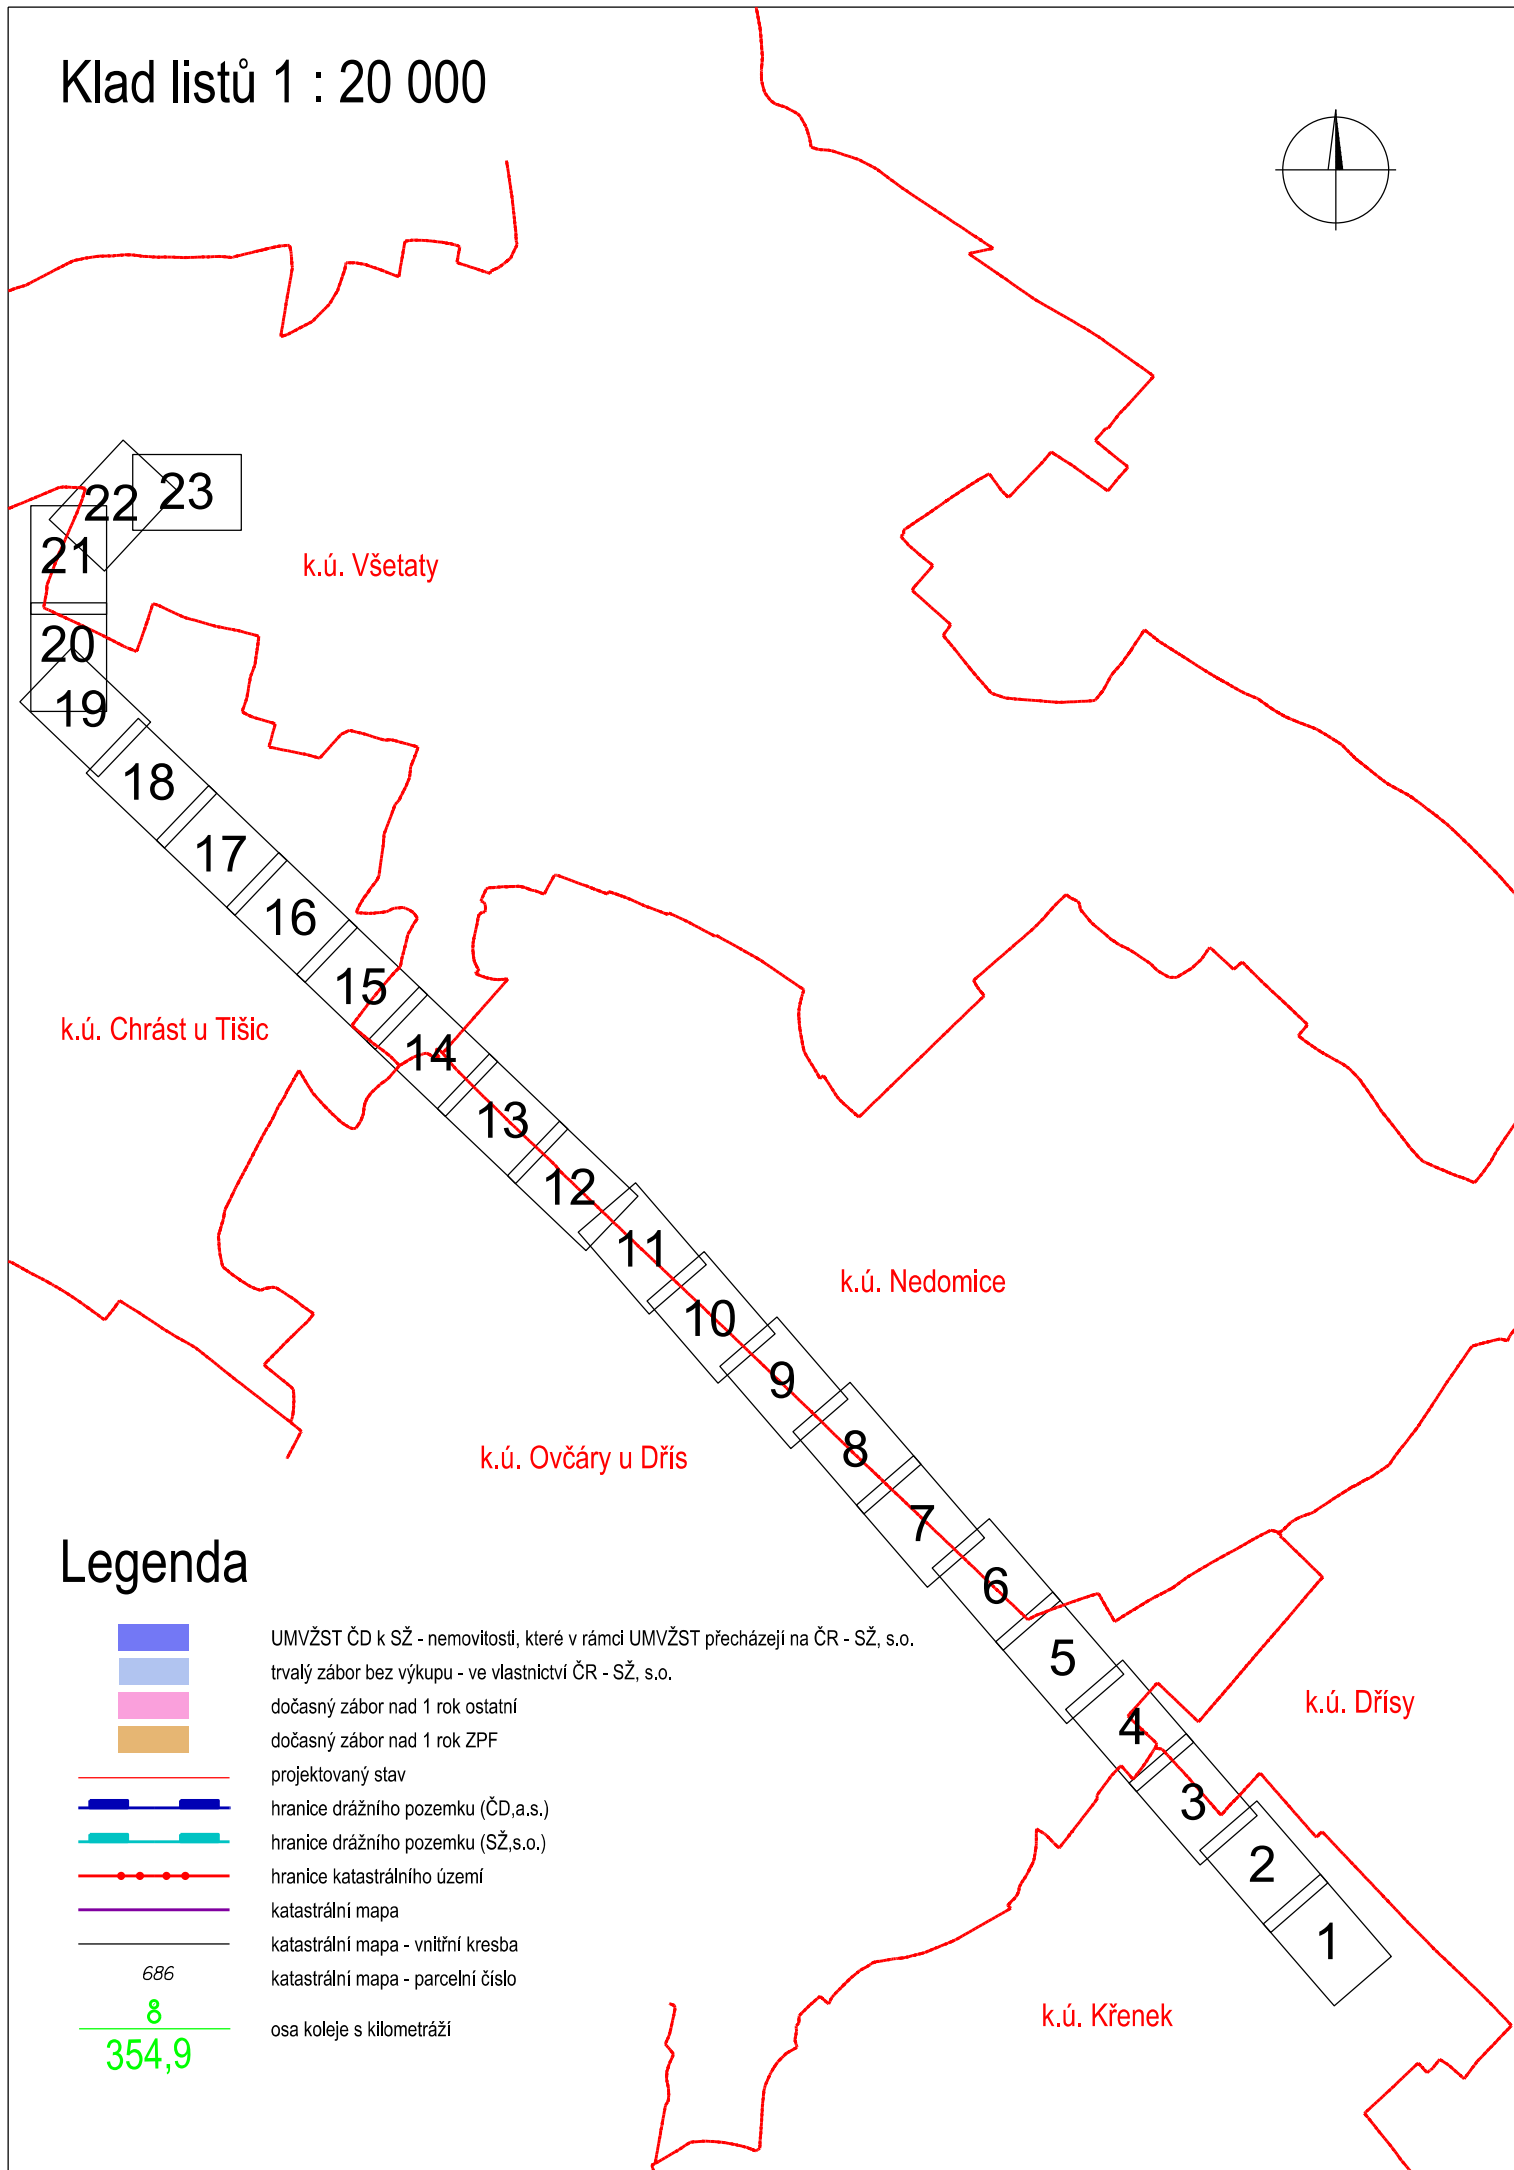 Klad listů 1 : 20 000
23
22
21
k.ú. Všetaty
20
19
18
17
16
15
k.ú. Chrást u Tišic
14
13
12
11
k.ú. Nedomice
10
9
8
k.ú. Ovčáry u Dřís
7
6
5
k.ú. Dřísy
4
3
2
1
k.ú. Křenek
Legenda
UMVŽST ČD k SŽ - nemovitosti, které v rámci UMVŽST přecházejí na ČR - SŽ, s.o.
trvalý zábor bez výkupu - ve vlastnictví ČR - SŽ, s.o.
dočasný zábor nad 1 rok ostatní
dočasný zábor nad 1 rok ZPF
projektovaný stav
hranice drážního pozemku (ČD,a.s.)
hranice drážního pozemku (SŽ,s.o.)
hranice katastrálního území
katastrální mapa
katastrální mapa - vnitřní kresba
686 katastrální mapa - parcelní číslo
8
osa koleje s kilometráží
354,9